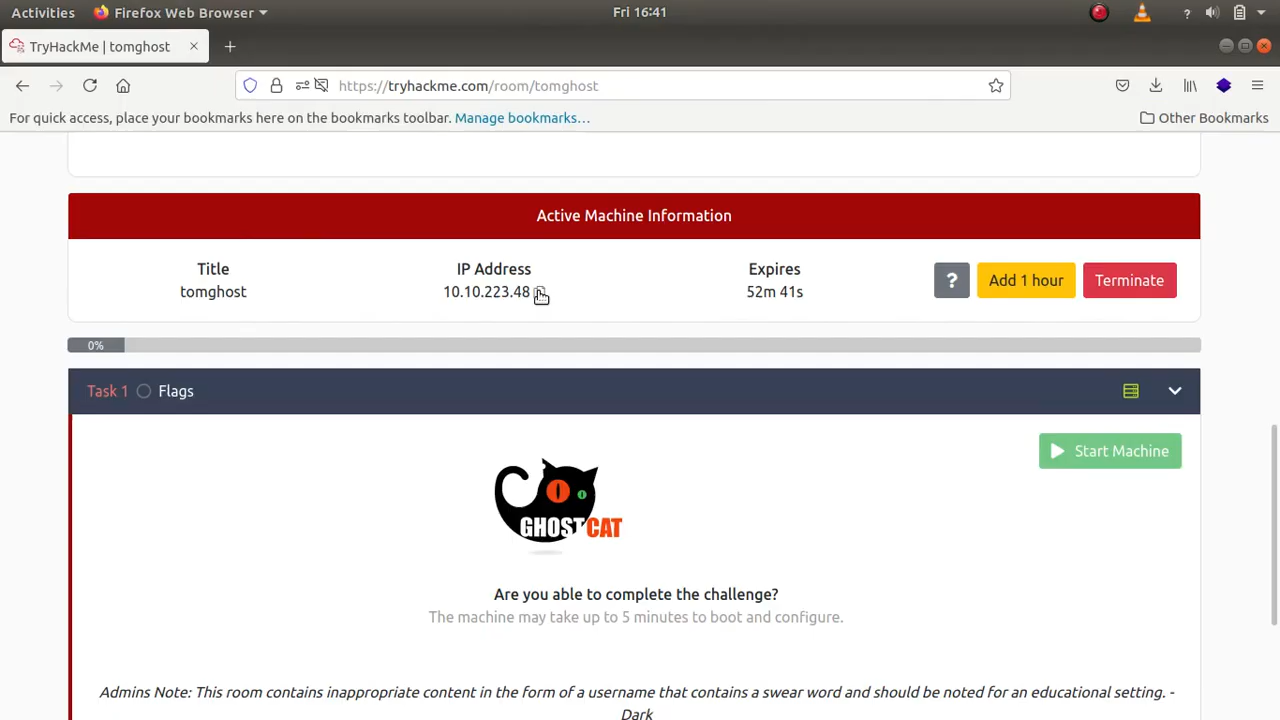 Activities Firefox Web Browser Fri 16:41 ?
TryHackMe | tomghost × +
https://tryhackme.com/room/tomghost
For quick access, place your bookmarks here on the bookmarks toolbar. Manage bookmarks… Other Bookmarks
Active Machine Information
Title IP Address Expires ? Add 1 hour Terminate
tomghost 10.10.223.48 52m 41s
0%
Task 1 Flags
Start Machine
GHOSTCAT
Are you able to complete the challenge?
The machine may take up to 5 minutes to boot and configure.
Admins Note: This room contains inappropriate content in the form of a username that contains a swear word and should be noted for an educational setting. -
Dark